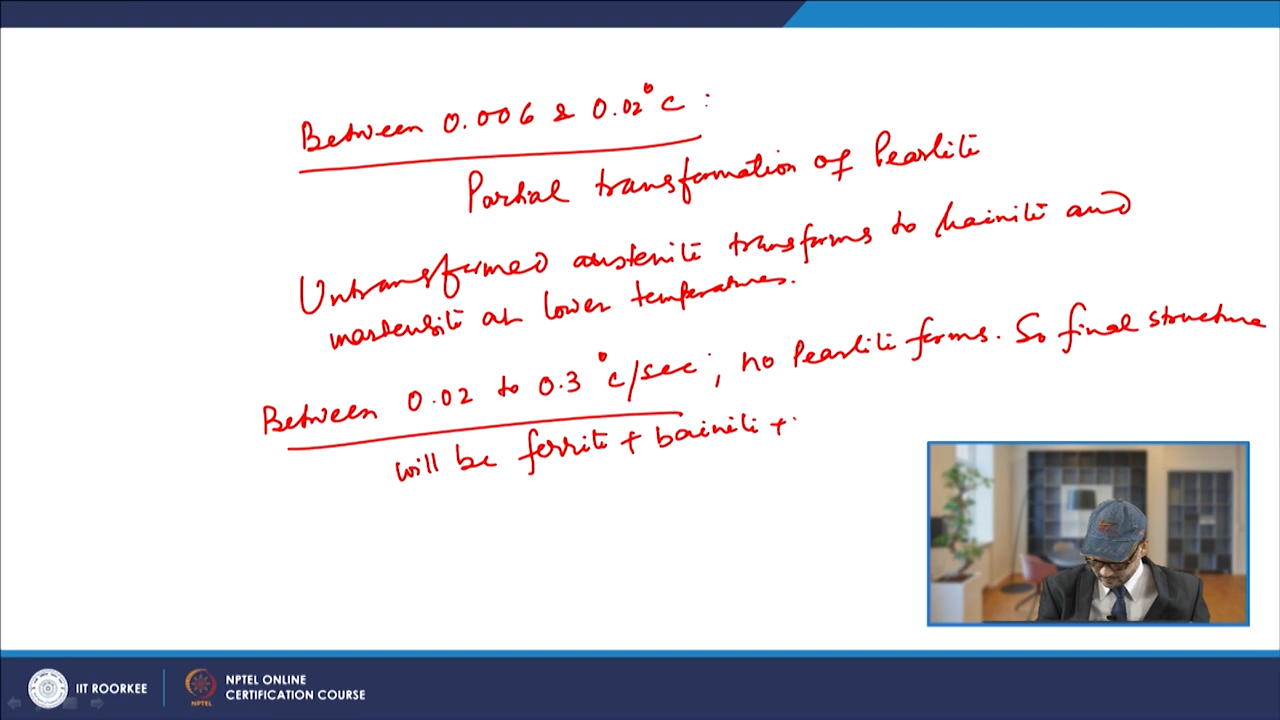 Between 0.006 & 0.02°C :
Partial transformation of Pearlite
Untransformed austenite transforms to bainite and
martensite at lower temperatures.
Between 0.02 to 0.3 °C/sec, no Pearlite forms. So final structure
will be ferrite + bainite +
IIT ROORKEE
NPTEL
NPTEL ONLINE
CERTIFICATION COURSE